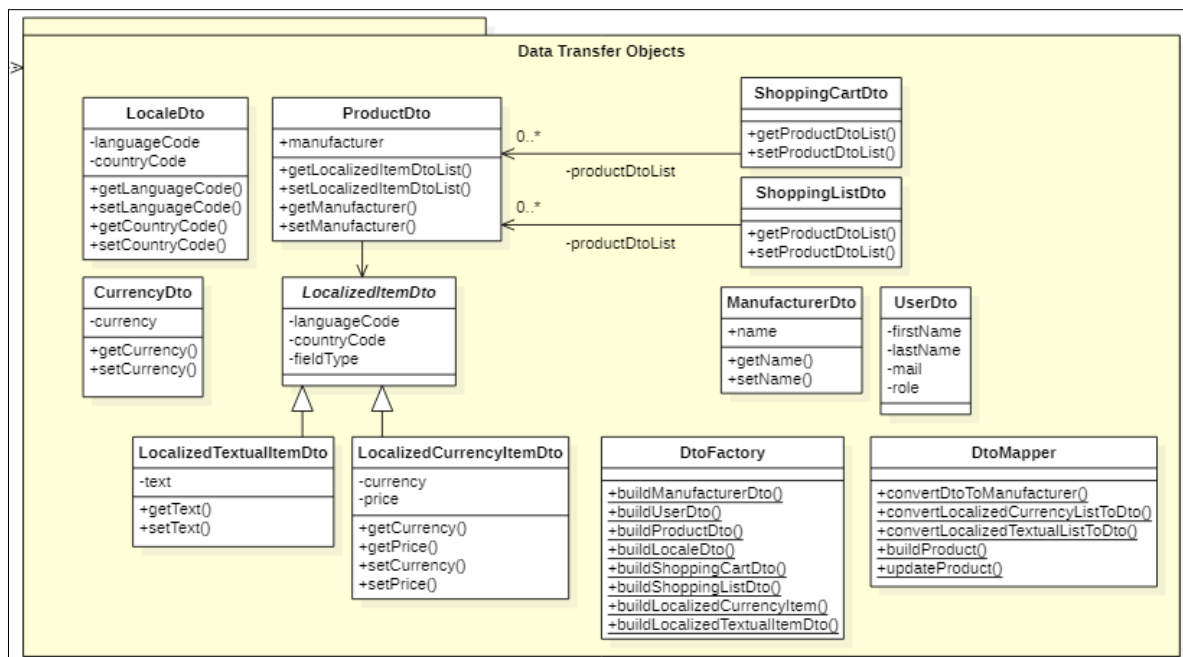 Data Transfer Objects
LocaleDto
-languageCode
-countryCode
+getLanguageCode()
+setLanguageCode()
+getCountryCode()
+setCountryCode()
ProductDto
+manufacturer
+getLocalizedItemDtoList()
+setLocalizedItemDtoList()
+getManufacturer()
+setManufacturer()
0..*
-productDtoList
0..*
-productDtoList
ShoppingCartDto
+getProductDtoList()
+setProductDtoList()
ShoppingListDto
+getProductDtoList()
+setProductDtoList()
CurrencyDto
-currency
+getCurrency()
+setCurrency()
LocalizedItemDto
-languageCode
-countryCode
-fieldType
ManufacturerDto
+name
+getName()
+setName()
UserDto
-firstName
-lastName
-mail
-role
LocalizedTextualItemDto
-text
+getText()
+setText()
LocalizedCurrencyItemDto
-currency
-price
+getCurrency()
+getPrice()
+setCurrency()
+setPrice()
DtoFactory
+buildManufacturerDto()
+buildUserDto()
+buildProductDto()
+buildLocaleDto()
+buildShoppingCartDto()
+buildShoppingListDto()
+buildLocalizedCurrencyItem()
+buildLocalizedTextualItemDto()
DtoMapper
+convertDtoToManufacturer()
+convertLocalizedCurrencyListToDto()
+convertLocalizedTextualListToDto()
+buildProduct()
+updateProduct()